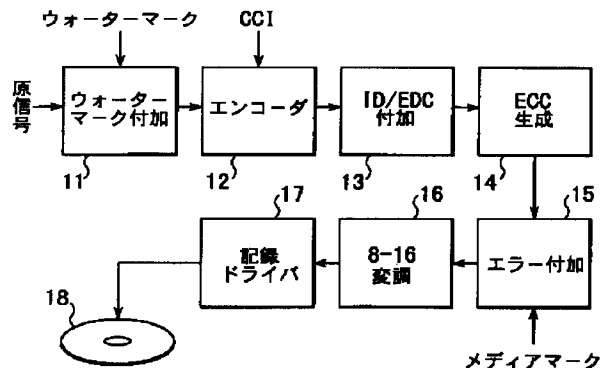 ウォーターマーク
CCI
原信号
ウォーター
マーク付加
エンコーダ
ID/EDC
付加
ECC
生成
11
12
13
14
15
16
17
エラー付加
8-16
変調
記録
ドライバ
18
メディアマーク